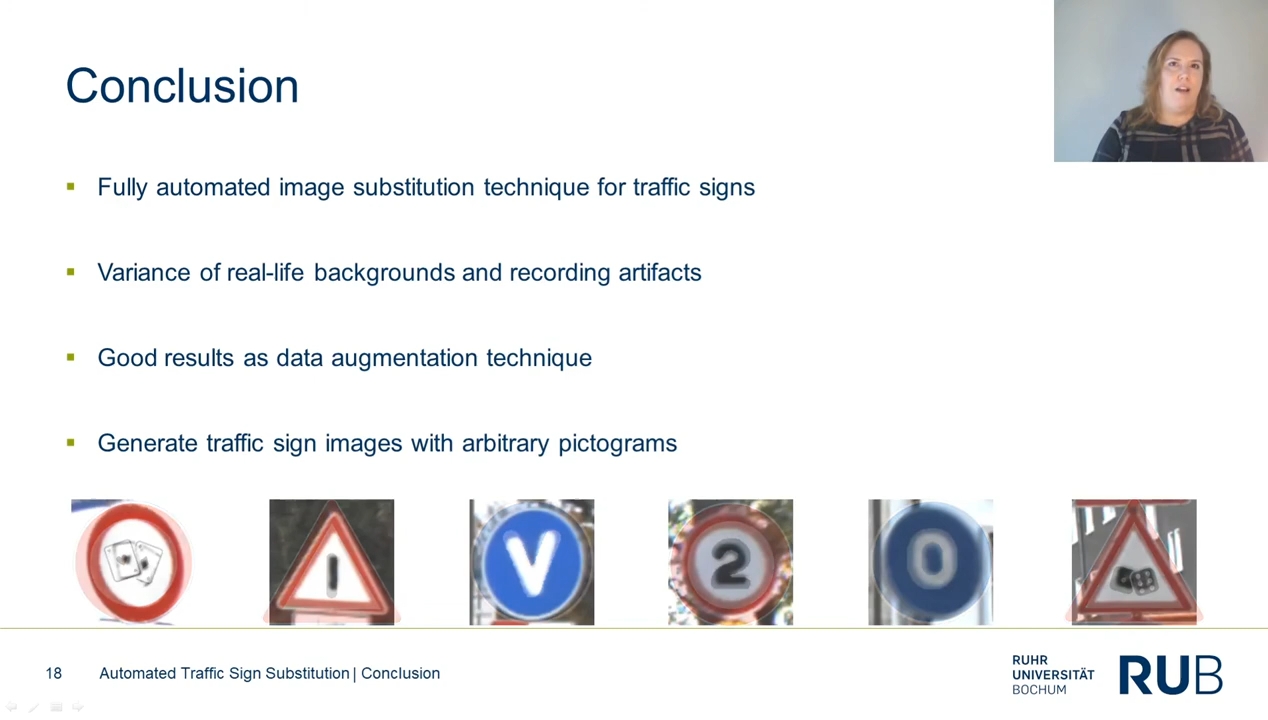 Conclusion
Fully automated image substitution technique for traffic signs
Variance of real-life backgrounds and recording artifacts
Good results as data augmentation technique
Generate traffic sign images with arbitrary pictograms
I
V
2
0
18 Automated Traffic Sign Substitution | Conclusion
RUHR
UNIVERSITÄT
BOCHUM
RUB